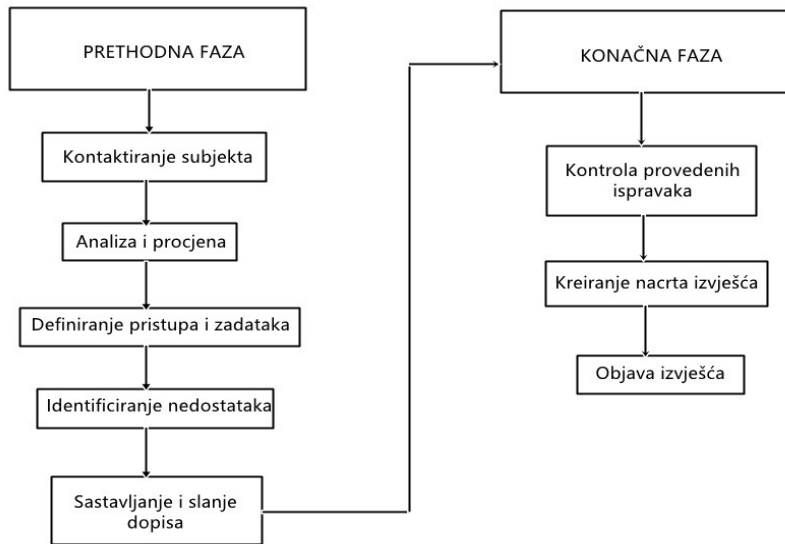 PRETHODNA FAZA
Kontaktiranje subjekta
Analiza i procjena
Definiranje pristupa i zadataka
Identificiranje nedostataka
Sastavljanje i slanje
dopisa
KONAČNA FAZA
Kontrola provedenih
ispravaka
Kreiranje nacrta izvješća
Objava izvješća